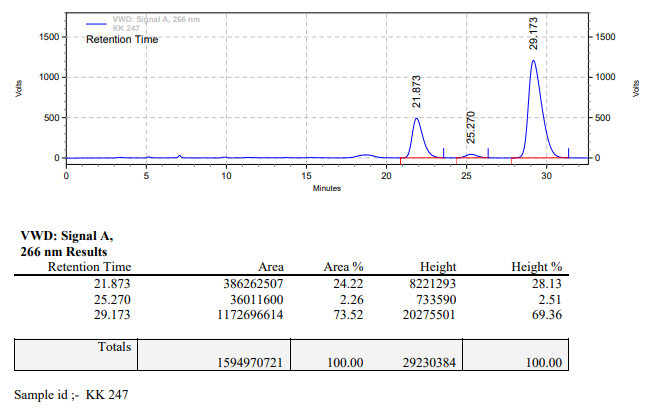 VWD: Signal A, 266 nm
KK 247
Retention Time
1500
1000
500
0
Volts
21.873
25.270
29.173
1500
1000
500
0
Volts
0 5 10 15 20 25 30
Minutes
VWD: Signal A,
266 nm Results
Retention Time Area Area % Height Height %
21.873 386262507 24.22 8221293 28.13
25.270 36011600 2.26 733590 2.51
29.173 1172696614 73.52 20275501 69.36
Totals
1594970721 100.00 29230384 100.00
Sample id ;- KK 247